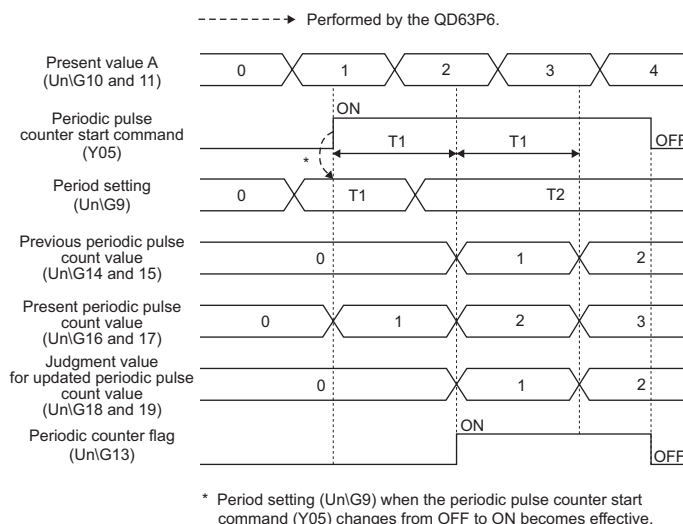 Performed by the QD63P6.
Present value A
(Un\G10 and 11)
0 1 2 3 4
Periodic pulse
counter start command
(Y05)
ON
OFF
T1 T1
*
Period setting
(Un\G9)
0 T1 T2
Previous periodic pulse
count value
(Un\G14 and 15)
0 1 2
Present periodic pulse
count value
(Un\G16 and 17)
0 1 2 3
Judgment value
for updated periodic pulse
count value
(Un\G18 and 19)
0 1 2
Periodic counter flag
(Un\G13)
ON
OFF
* Period setting (Un\G9) when the periodic pulse counter start
command (Y05) changes from OFF to ON becomes effective.